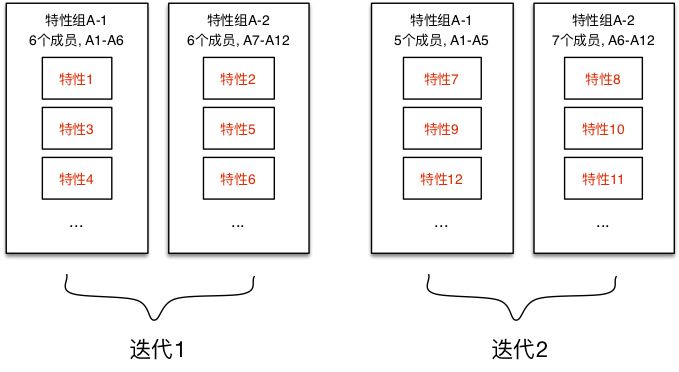 特性组A-1
6个成员, A1-A6
特性1
特性3
特性4
...
特性组A-2
6个成员, A7-A12
特性2
特性5
特性6
...
迭代1
特性组A-1
5个成员, A1-A5
特性7
特性9
特性12
...
特性组A-2
7个成员, A6-A12
特性8
特性10
特性11
...
迭代2